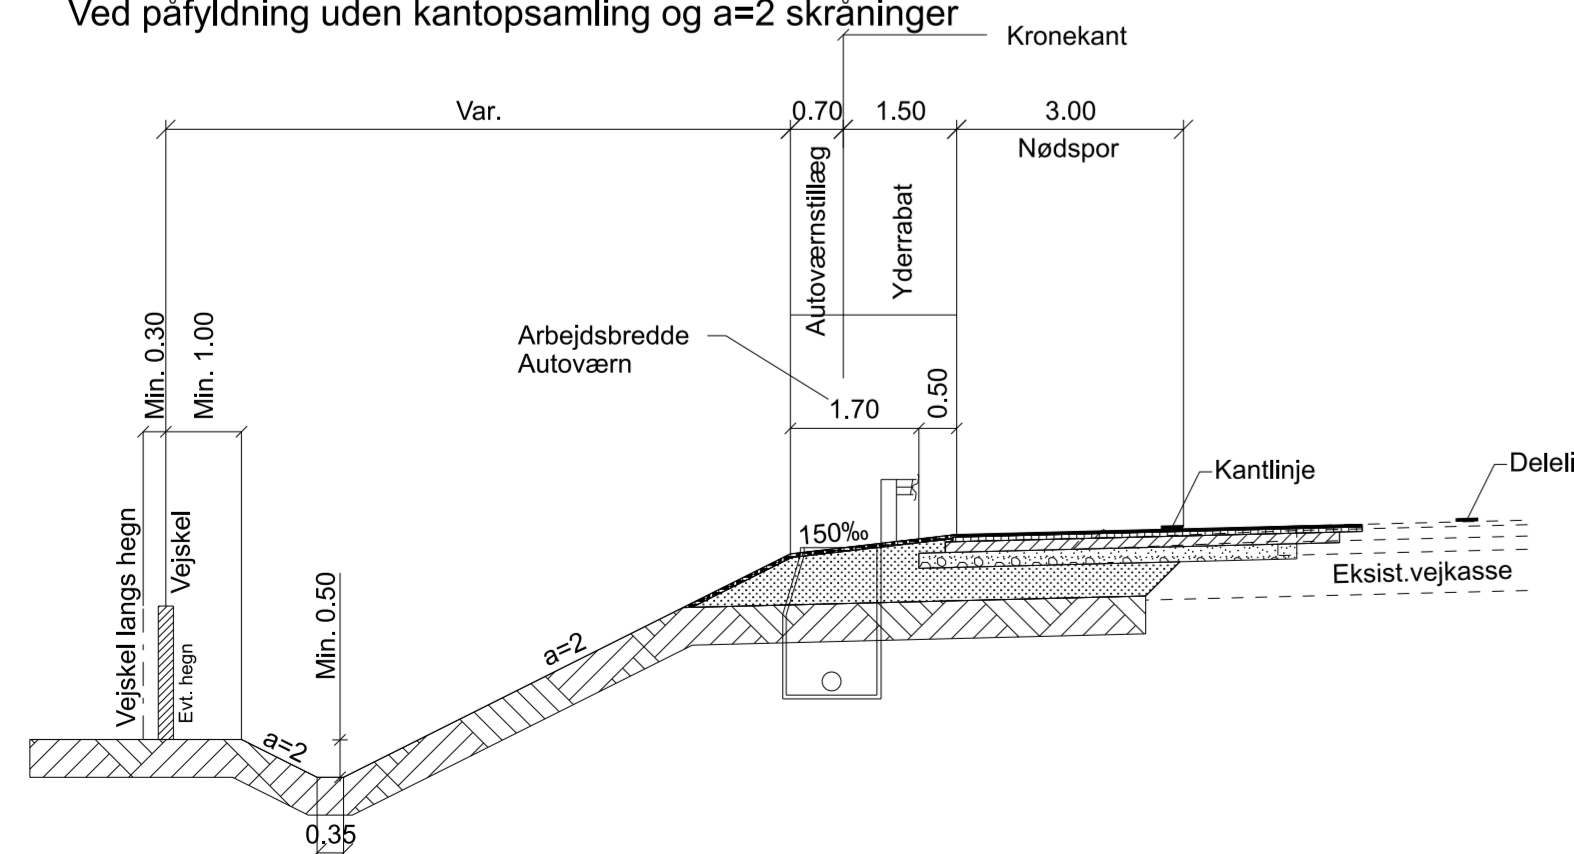 Ved påfyldning uden kantopsamling og a=2 skråninger
Kronekant
Var.
0.70
1.50
3.00
Nødspor
Autoværnstillæg
Yderrabat
Min. 0.30
Min. 1.00
Arbejdsbredde
Autoværn
1.70
0.50
Kantlinje
Deleli
Vejskel langs hegn
Vejskel
Evt. hegn
150‰
Eksist.vejkasse
Min. 0.50
a=2
a=2
0.35